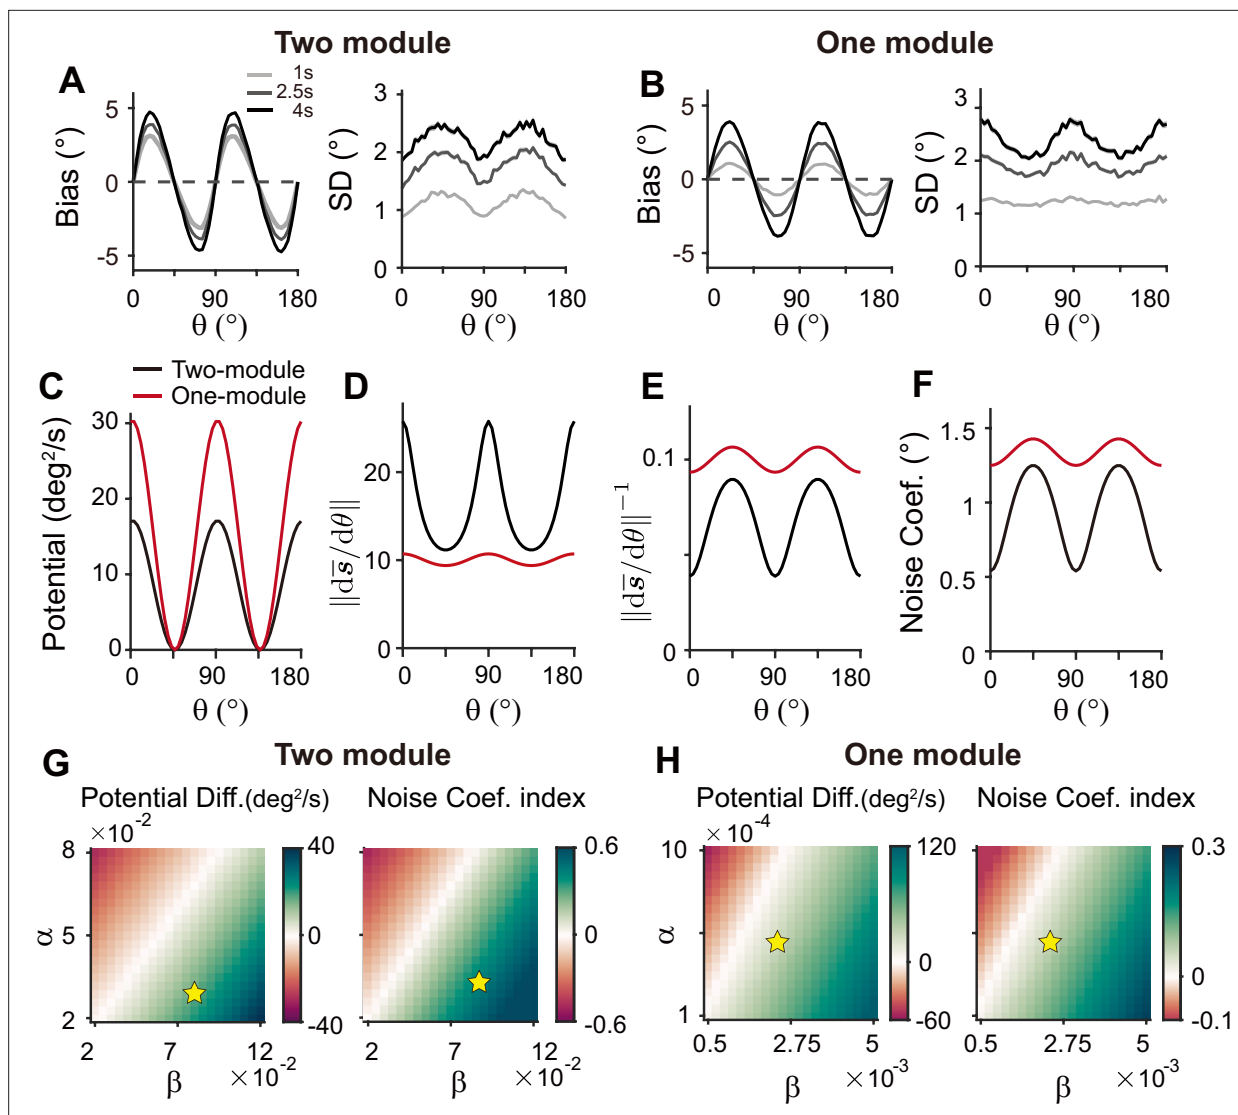 Two module
One module
A
1s
2.5s
4s
Bias (°)
5
0
-5
0 90 180
θ (°)
SD (°)
3
2
1
0
0 90 180
θ (°)
B
Bias (°)
5
0
-5
0 90 180
θ (°)
SD (°)
3
2
1
0
0 90 180
θ (°)
Two-module
One-module
C
Potential (deg²/s)
30
20
10
0
0 90 180
θ (°)
D
‖ds̄/dθ‖
20
10
0
0 90 180
θ (°)
E
‖ds̄/dθ‖⁻¹
0.1
0
0 90 180
θ (°)
F
Noise Coef. (°)
1.5
1
0.5
0
0 90 180
θ (°)
Two module
One module
G
Potential Diff.(deg²/s)
×10⁻²
α
8
5
2
2 7 12
×10⁻²
β
40
0
-40
Noise Coef. index
2 7 12
×10⁻²
β
0.6
0
-0.6
H
Potential Diff.(deg²/s)
×10⁻⁴
α
10
1
0.5 2.75 5
×10⁻³
β
120
0
-60
Noise Coef. index
0.5 2.75 5
×10⁻³
β
0.3
0
-0.1